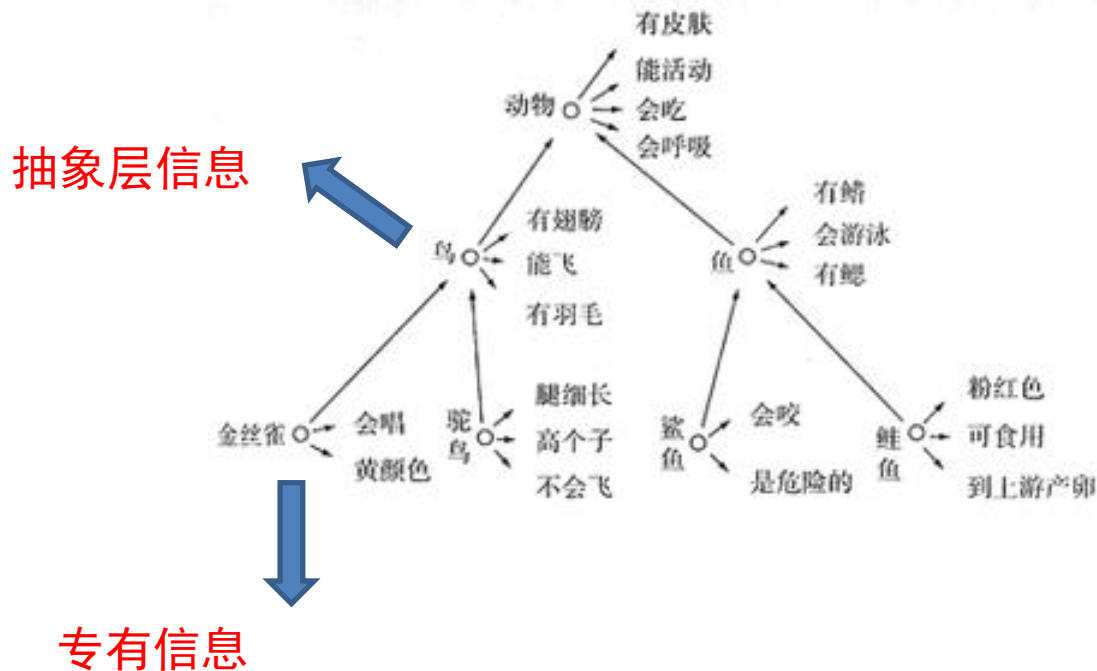 有皮肤
能活动
动物
会吃
会呼吸
抽象层信息
有鳍
有翅膀
会游泳
鸟
能飞
鱼
有鳃
有羽毛
粉红色
腿细长
会咬
金丝雀
会唱
驼鸟
高个子
鲨鱼
鲑鱼
可食用
黄颜色
不会飞
是危险的
到上游产卵
专有信息